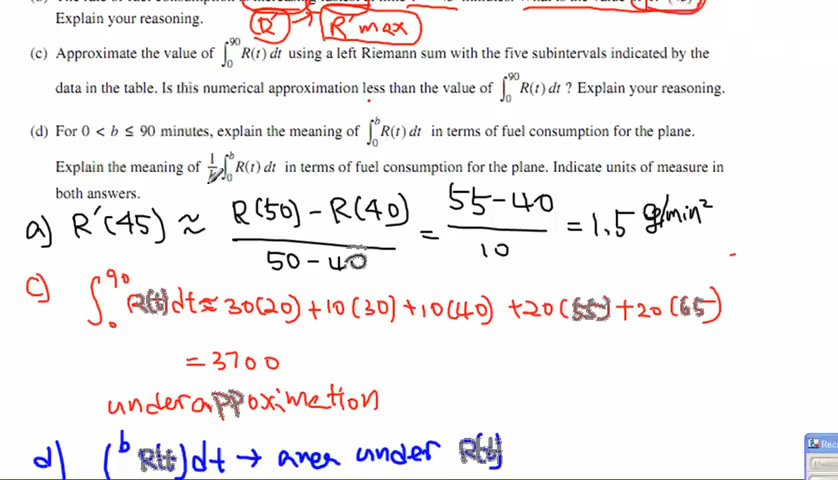 Explain your reasoning. R' → R' max
(c) Approximate the value of ∫₀⁹⁰ R(t) dt using a left Riemann sum with the five subintervals indicated by the
data in the table. Is this numerical approximation less than the value of ∫₀⁹⁰ R(t) dt ? Explain your reasoning.
(d) For 0 < b ≤ 90 minutes, explain the meaning of ∫₀ᵇ R(t) dt in terms of fuel consumption for the plane.
Explain the meaning of 1/b ∫₀ᵇ R(t) dt in terms of fuel consumption for the plane. Indicate units of measure in
both answers.
a) R'(45) ≈ R(50) - R(40) / 50 - 40 = 55 - 40 / 10 = 1.5 g/min²
c) ∫₀⁹⁰ R(t) dt ≈ 30(20) + 10(30) + 10(40) + 20(55) + 20(65)
= 3700
underapproximation
d) ∫ᵇ R(t) dt → area under R(t)